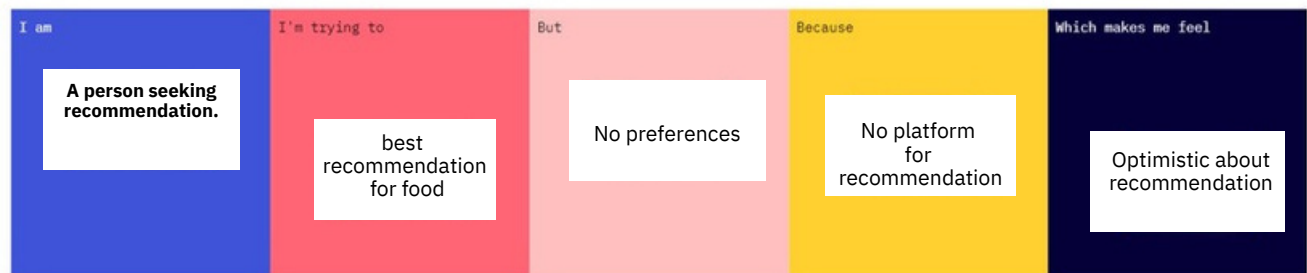 I am
I'm trying to
But
Because
Which makes me feel
A person seeking
recommendation.
best
recommendation
for food
No preferences
No platform
for
recommendation
Optimistic about
recommendation